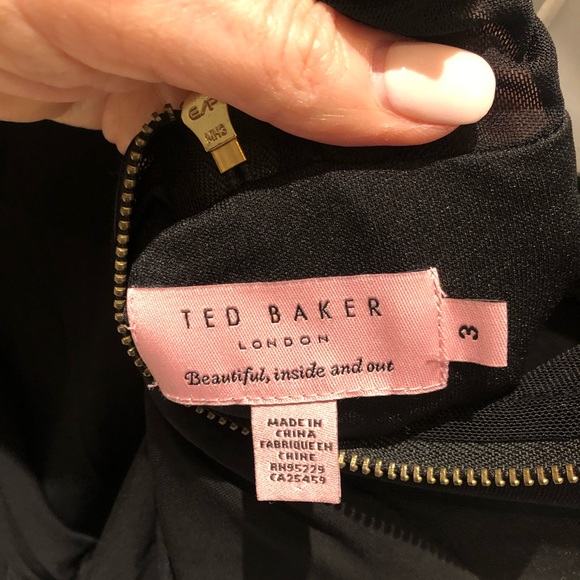 TED BAKER
LONDON
Beautiful, inside and out
3
MADE IN
CHINA
FABRIQUE EN
CHINE
RN95229
CA25459